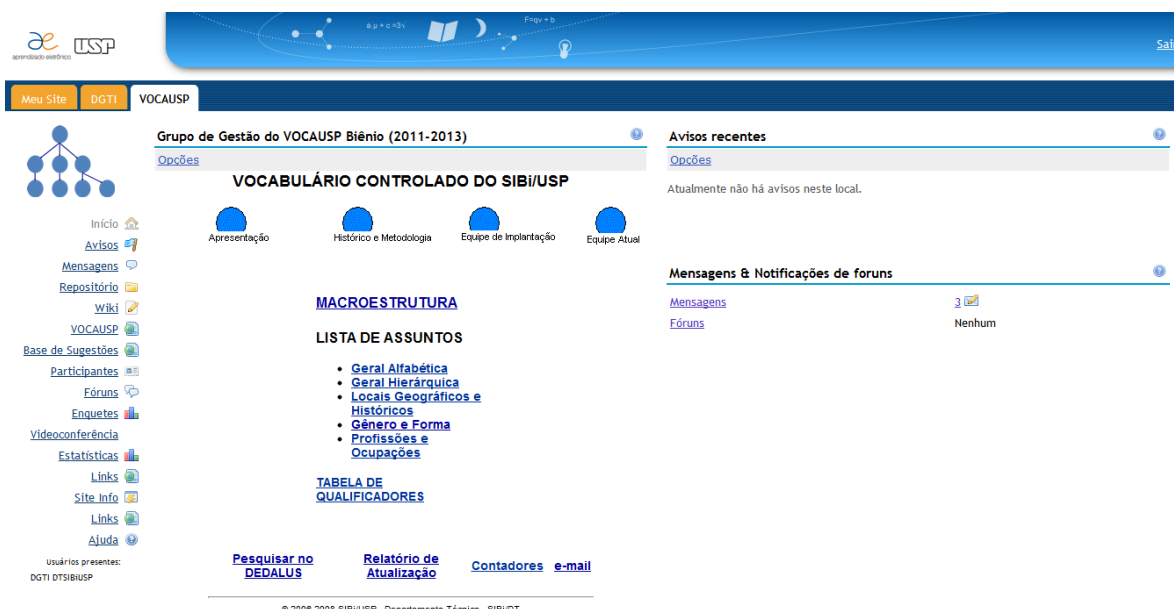 aprendizado eletrônico
USP
a.μ + c =3√
F=qv + b
Meu Site
DGTI
VOCAUSP
Início
Avisos
Mensagens
Repositório
Wiki
VOCAUSP
Base de Sugestões
Participantes
Fóruns
Enquetes
Videoconferência
Estatísticas
Links
Site Info
Links
Ajuda
Usuários presentes:
DGTI DTSIBiUSP
Grupo de Gestão do VOCAUSP Biênio (2011-2013)
Opções
VOCABULÁRIO CONTROLADO DO SIBi/USP
Apresentação
Histórico e Metodologia
Equipe de Implantação
Equipe Atual
MACROESTRUTURA
LISTA DE ASSUNTOS
Geral Alfabética
Geral Hierárquica
Locais Geográficos e
Históricos
Gênero e Forma
Profissões e
Ocupações
TABELA DE
QUALIFICADORES
Pesquisar no
DEDALUS
Relatório de
Atualização
Contadores
e-mail
Avisos recentes
Opções
Atualmente não há avisos neste local.
Mensagens & Notificações de foruns
Mensagens 3
Fóruns Nenhum